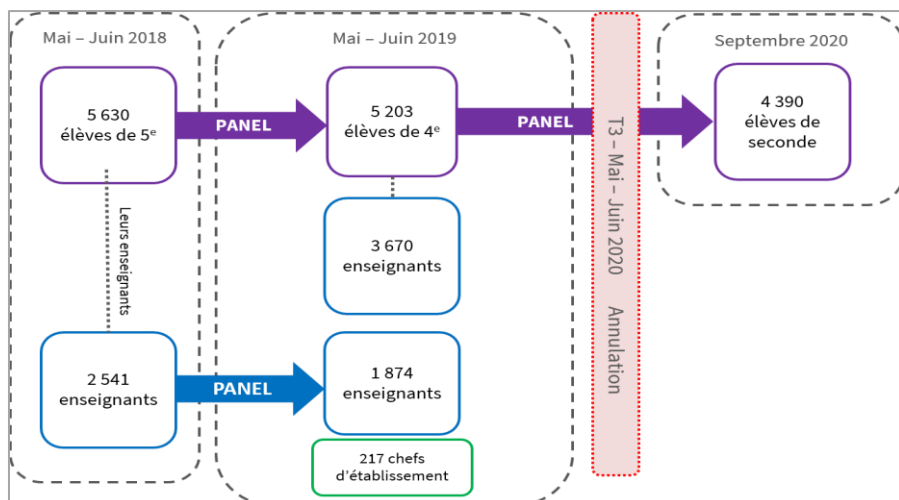 Mai – Juin 2018
5 630
élèves de 5e
Leurs enseignants
2 541
enseignants
PANEL
PANEL
Mai – Juin 2019
5 203
élèves de 4e
3 670
enseignants
1 874
enseignants
217 chefs
d'établissement
PANEL
T3 – Mai – Juin 2020 Annulation
Septembre 2020
4 390
élèves de
seconde